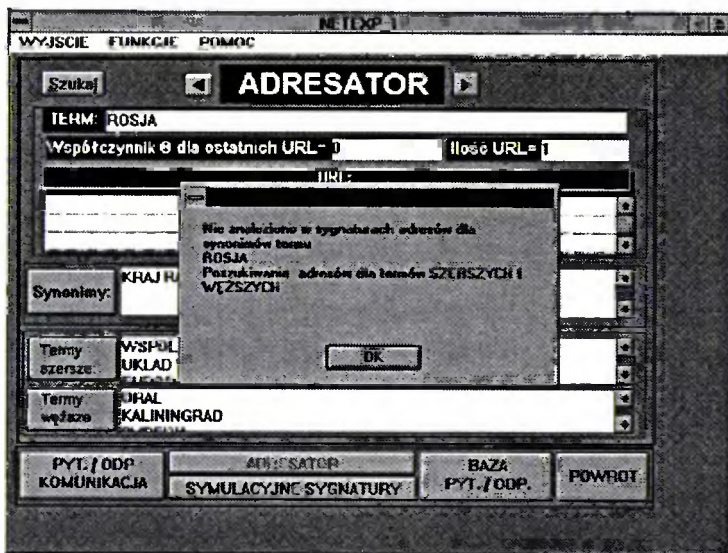 NETEXP-1
WYJSCIE FUNKCJE POMOC
Szukaj ADRESATOR
TERM: ROSJA
Współczynnik Θ dla ostatnich URL= Ilość URL=
URL:
Nie znaleziono w sygnaturach adresów dla
synonimów termu
ROSJA
Poszukiwanie adresów dla termów SZERSZYCH I
WĘŻSZYCH
OK
Synonimy: KRAJ
Termy
szersze:
UKLAD
Termy
węższe
URAL
KALININGRAD
PYT. / ODP
KOMUNIKACJA
ADRESATOR
SYMULACYJNE SYGNATURY
BAZA
PYT. / ODP.
POWROT